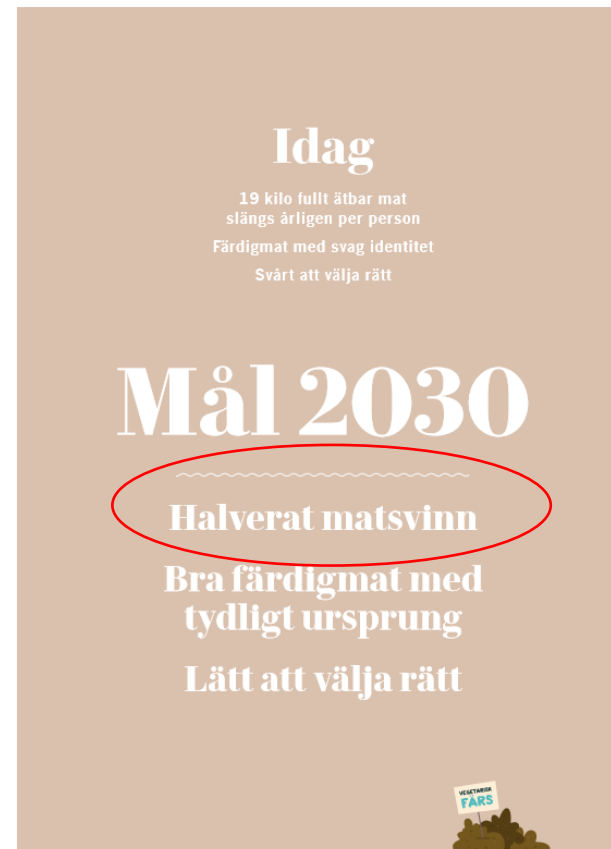 Idag
19 kilo fullt ätbar mat
slängs årligen per person
Färdigmat med svag identitet
Svårt att välja rätt
Mål 2030
Halverat matsvinn
Bra färdigmat med
tydligt ursprung
Lätt att välja rätt
VEGETARISK
FÄRS